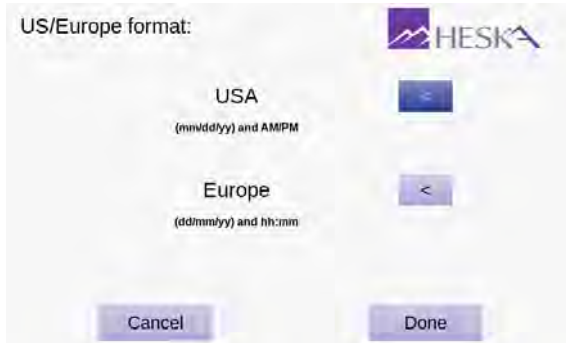 US/Europe format:
HESKA
USA
<
(mm/dd/yy) and AM/PM
Europe
<
(dd/mm/yy) and hh:mm
Cancel
Done